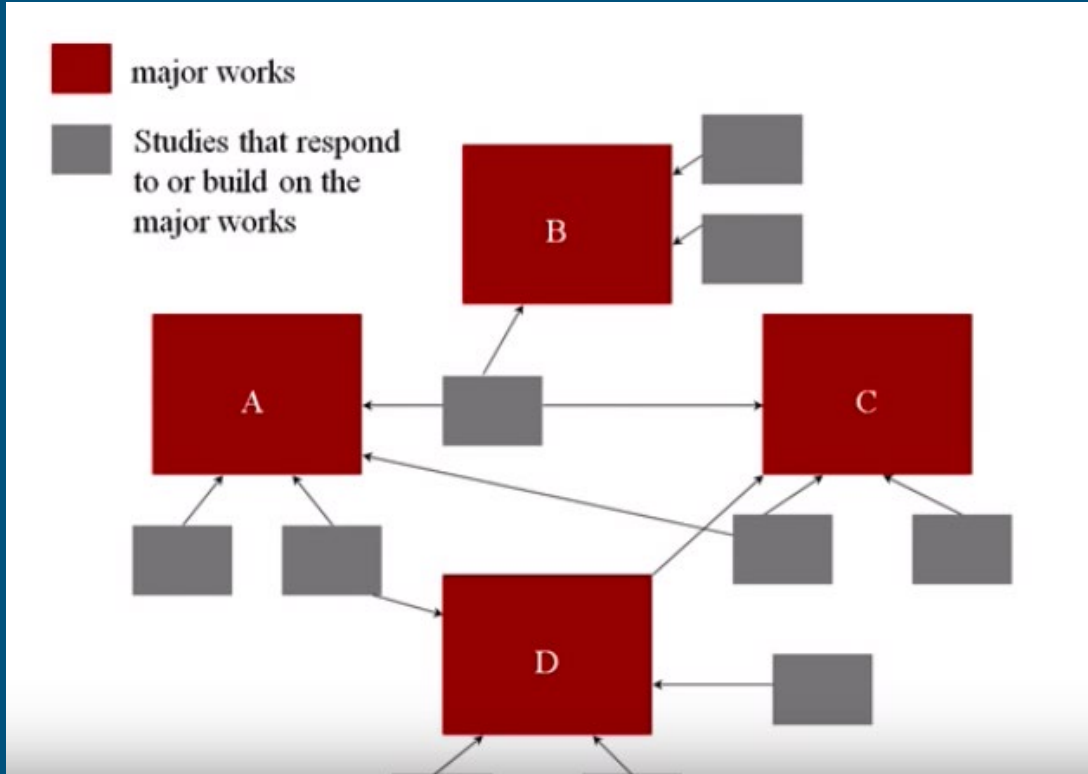 major works
Studies that respond
to or build on the
major works
B
A
C
D